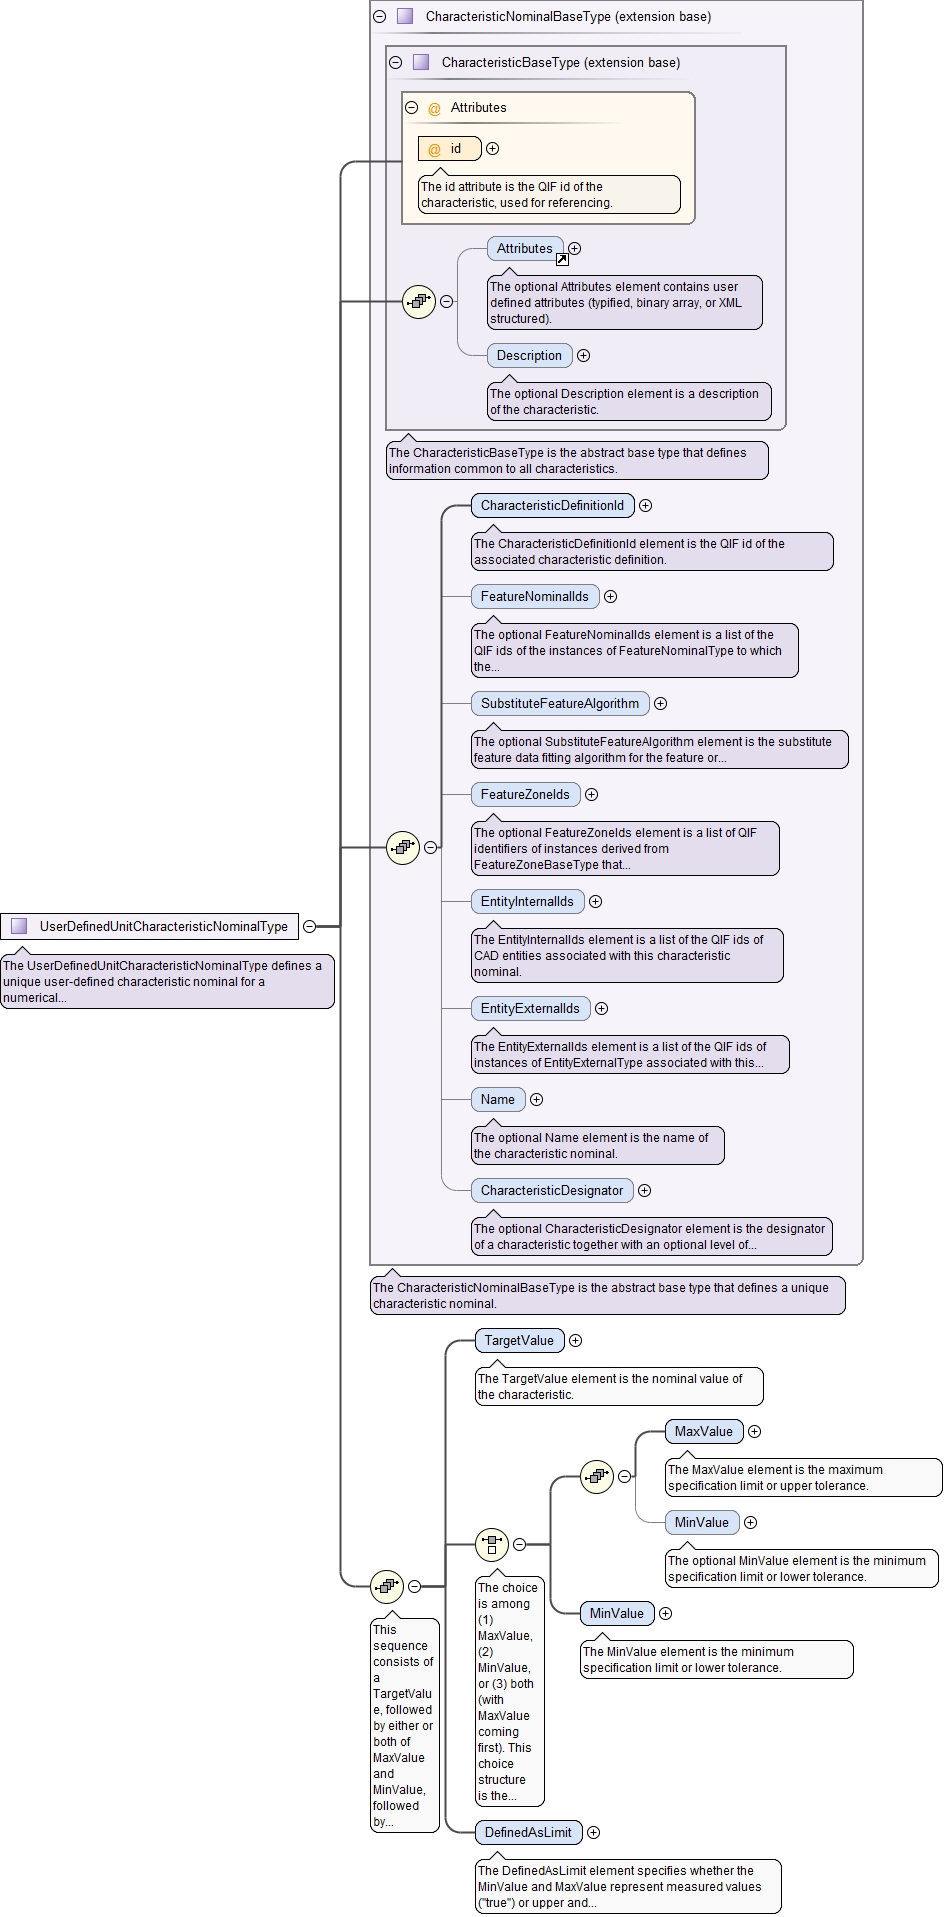 CharacteristicNominalBaseType (extension base)
CharacteristicBaseType (extension base)
@ Attributes
@ id
The id attribute is the QIF id of the
characteristic, used for referencing.
Attributes
The optional Attributes element contains user
defined attributes (typified, binary array, or XML
structured).
Description
The optional Description element is a description
of the characteristic.
The CharacteristicBaseType is the abstract base type that defines
information common to all characteristics.
CharacteristicDefinitionId
The CharacteristicDefinitionId element is the QIF id of the
associated characteristic definition.
FeatureNominalIds
The optional FeatureNominalIds element is a list of the
QIF ids of the instances of FeatureNominalType to which
the...
SubstituteFeatureAlgorithm
The optional SubstituteFeatureAlgorithm element is the substitute
feature data fitting algorithm for the feature or...
FeatureZoneIds
The optional FeatureZoneIds element is a list of QIF
identifiers of instances derived from
FeatureZoneBaseType that...
EntityInternalIds
The EntityInternalIds element is a list of the QIF ids of
CAD entities associated with this characteristic
nominal.
EntityExternalIds
The EntityExternalIds element is a list of the QIF ids of
instances of EntityExternalType associated with this...
Name
The optional Name element is the name of
the characteristic nominal.
CharacteristicDesignator
The optional CharacteristicDesignator element is the designator
of a characteristic together with an optional level of...
The CharacteristicNominalBaseType is the abstract base type that defines a unique
characteristic nominal.
UserDefinedUnitCharacteristicNominalType
The UserDefinedUnitCharacteristicNominalType defines a
unique user-defined characteristic nominal for a
numerical...
TargetValue
The TargetValue element is the nominal value of
the characteristic.
MaxValue
The MaxValue element is the maximum
specification limit or upper tolerance.
MinValue
The optional MinValue element is the minimum
specification limit or lower tolerance.
The choice
is among
(1)
MaxValue,
(2)
MinValue,
or (3) both
(with
MaxValue
coming
first). This
choice
structure
is the...
MinValue
The MinValue element is the minimum
specification limit or lower tolerance.
This
sequence
consists of
a
TargetValu
e, followed
by either or
both of
MaxValue
and
MinValue,
followed
by...
DefinedAsLimit
The DefinedAsLimit element specifies whether the
MinValue and MaxValue represent measured values
("true") or upper and...